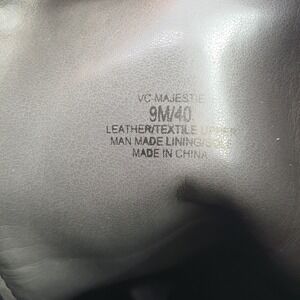 VC-MAJESTIE
9M/40
LEATHER/TEXTILE UPPER
MAN MADE LINING/SOLE
MADE IN CHINA